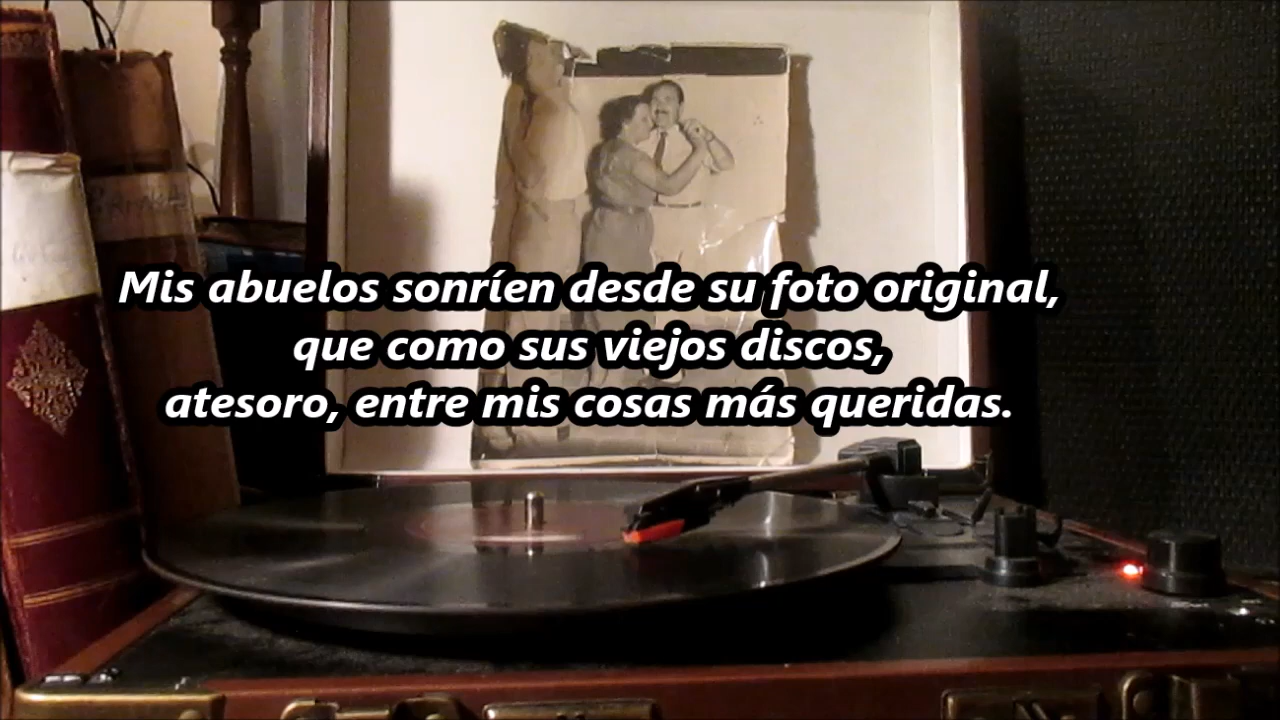 Mis abuelos sonríen desde su foto original,
que como sus viejos discos,
atesoro, entre mis cosas más queridas.